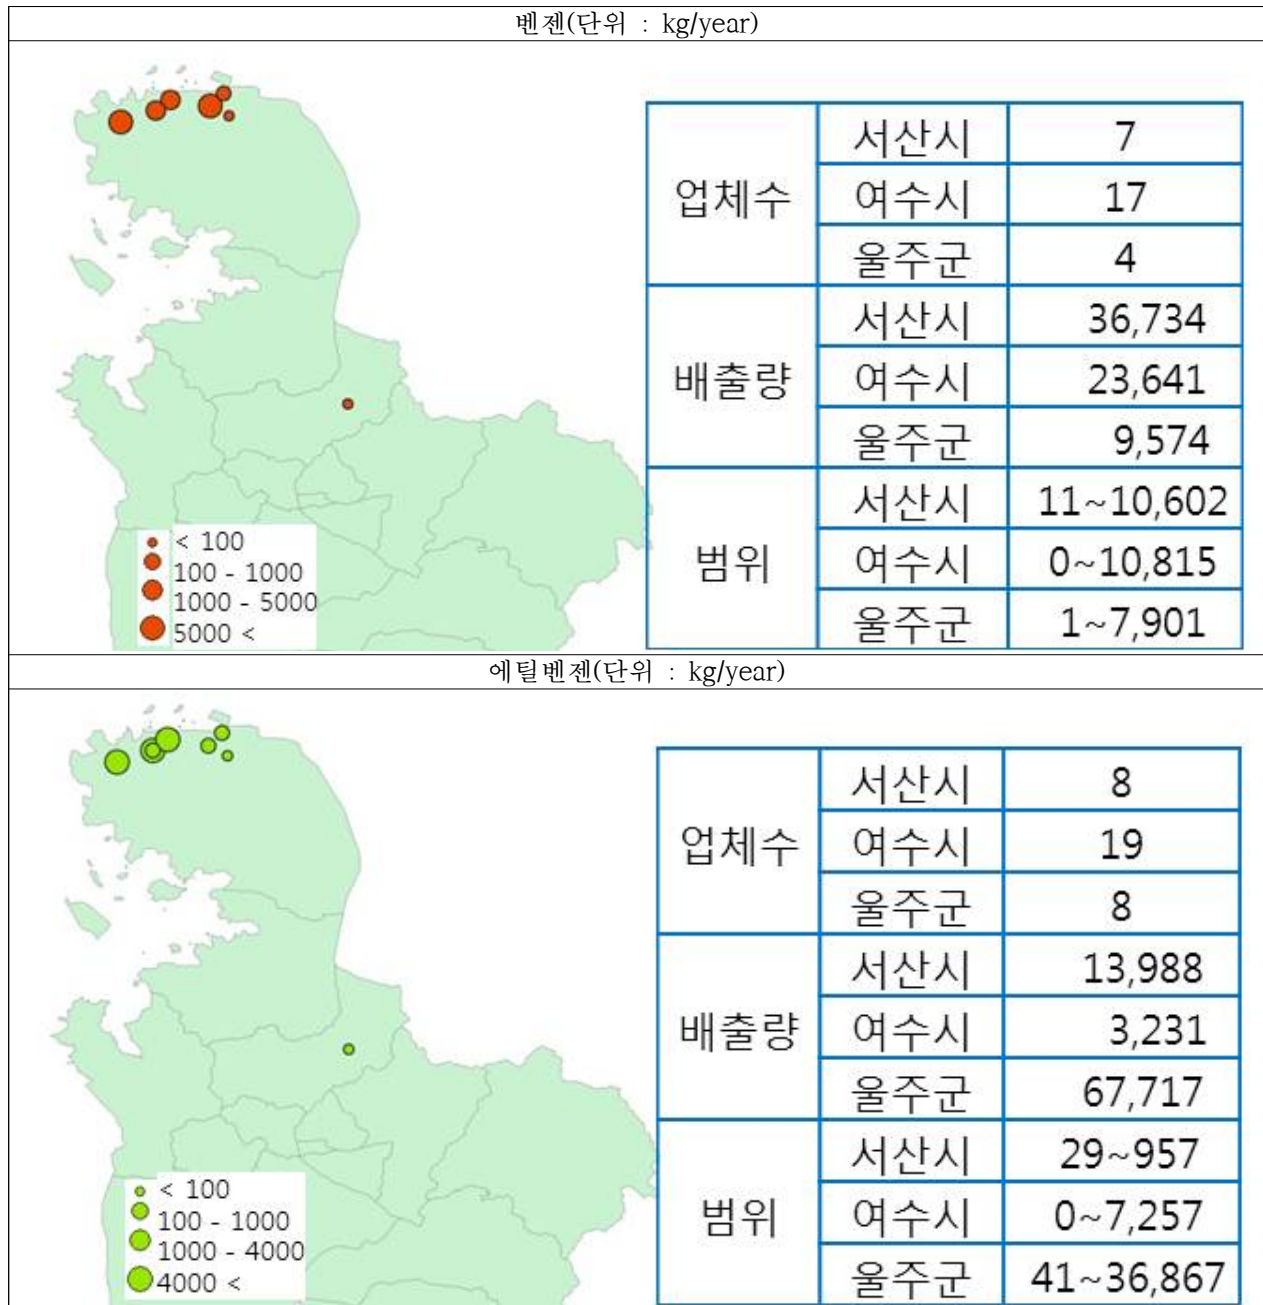 벤젠(단위 : kg/year)
< 100
100 - 1000
1000 - 5000
5000 <
업체수 서산시 7
여수시 17
울주군 4
배출량 서산시 36,734
여수시 23,641
울주군 9,574
범위 서산시 11~10,602
여수시 0~10,815
울주군 1~7,901
에틸벤젠(단위 : kg/year)
< 100
100 - 1000
1000 - 4000
4000 <
업체수 서산시 8
여수시 19
울주군 8
배출량 서산시 13,988
여수시 3,231
울주군 67,717
범위 서산시 29~957
여수시 0~7,257
울주군 41~36,867